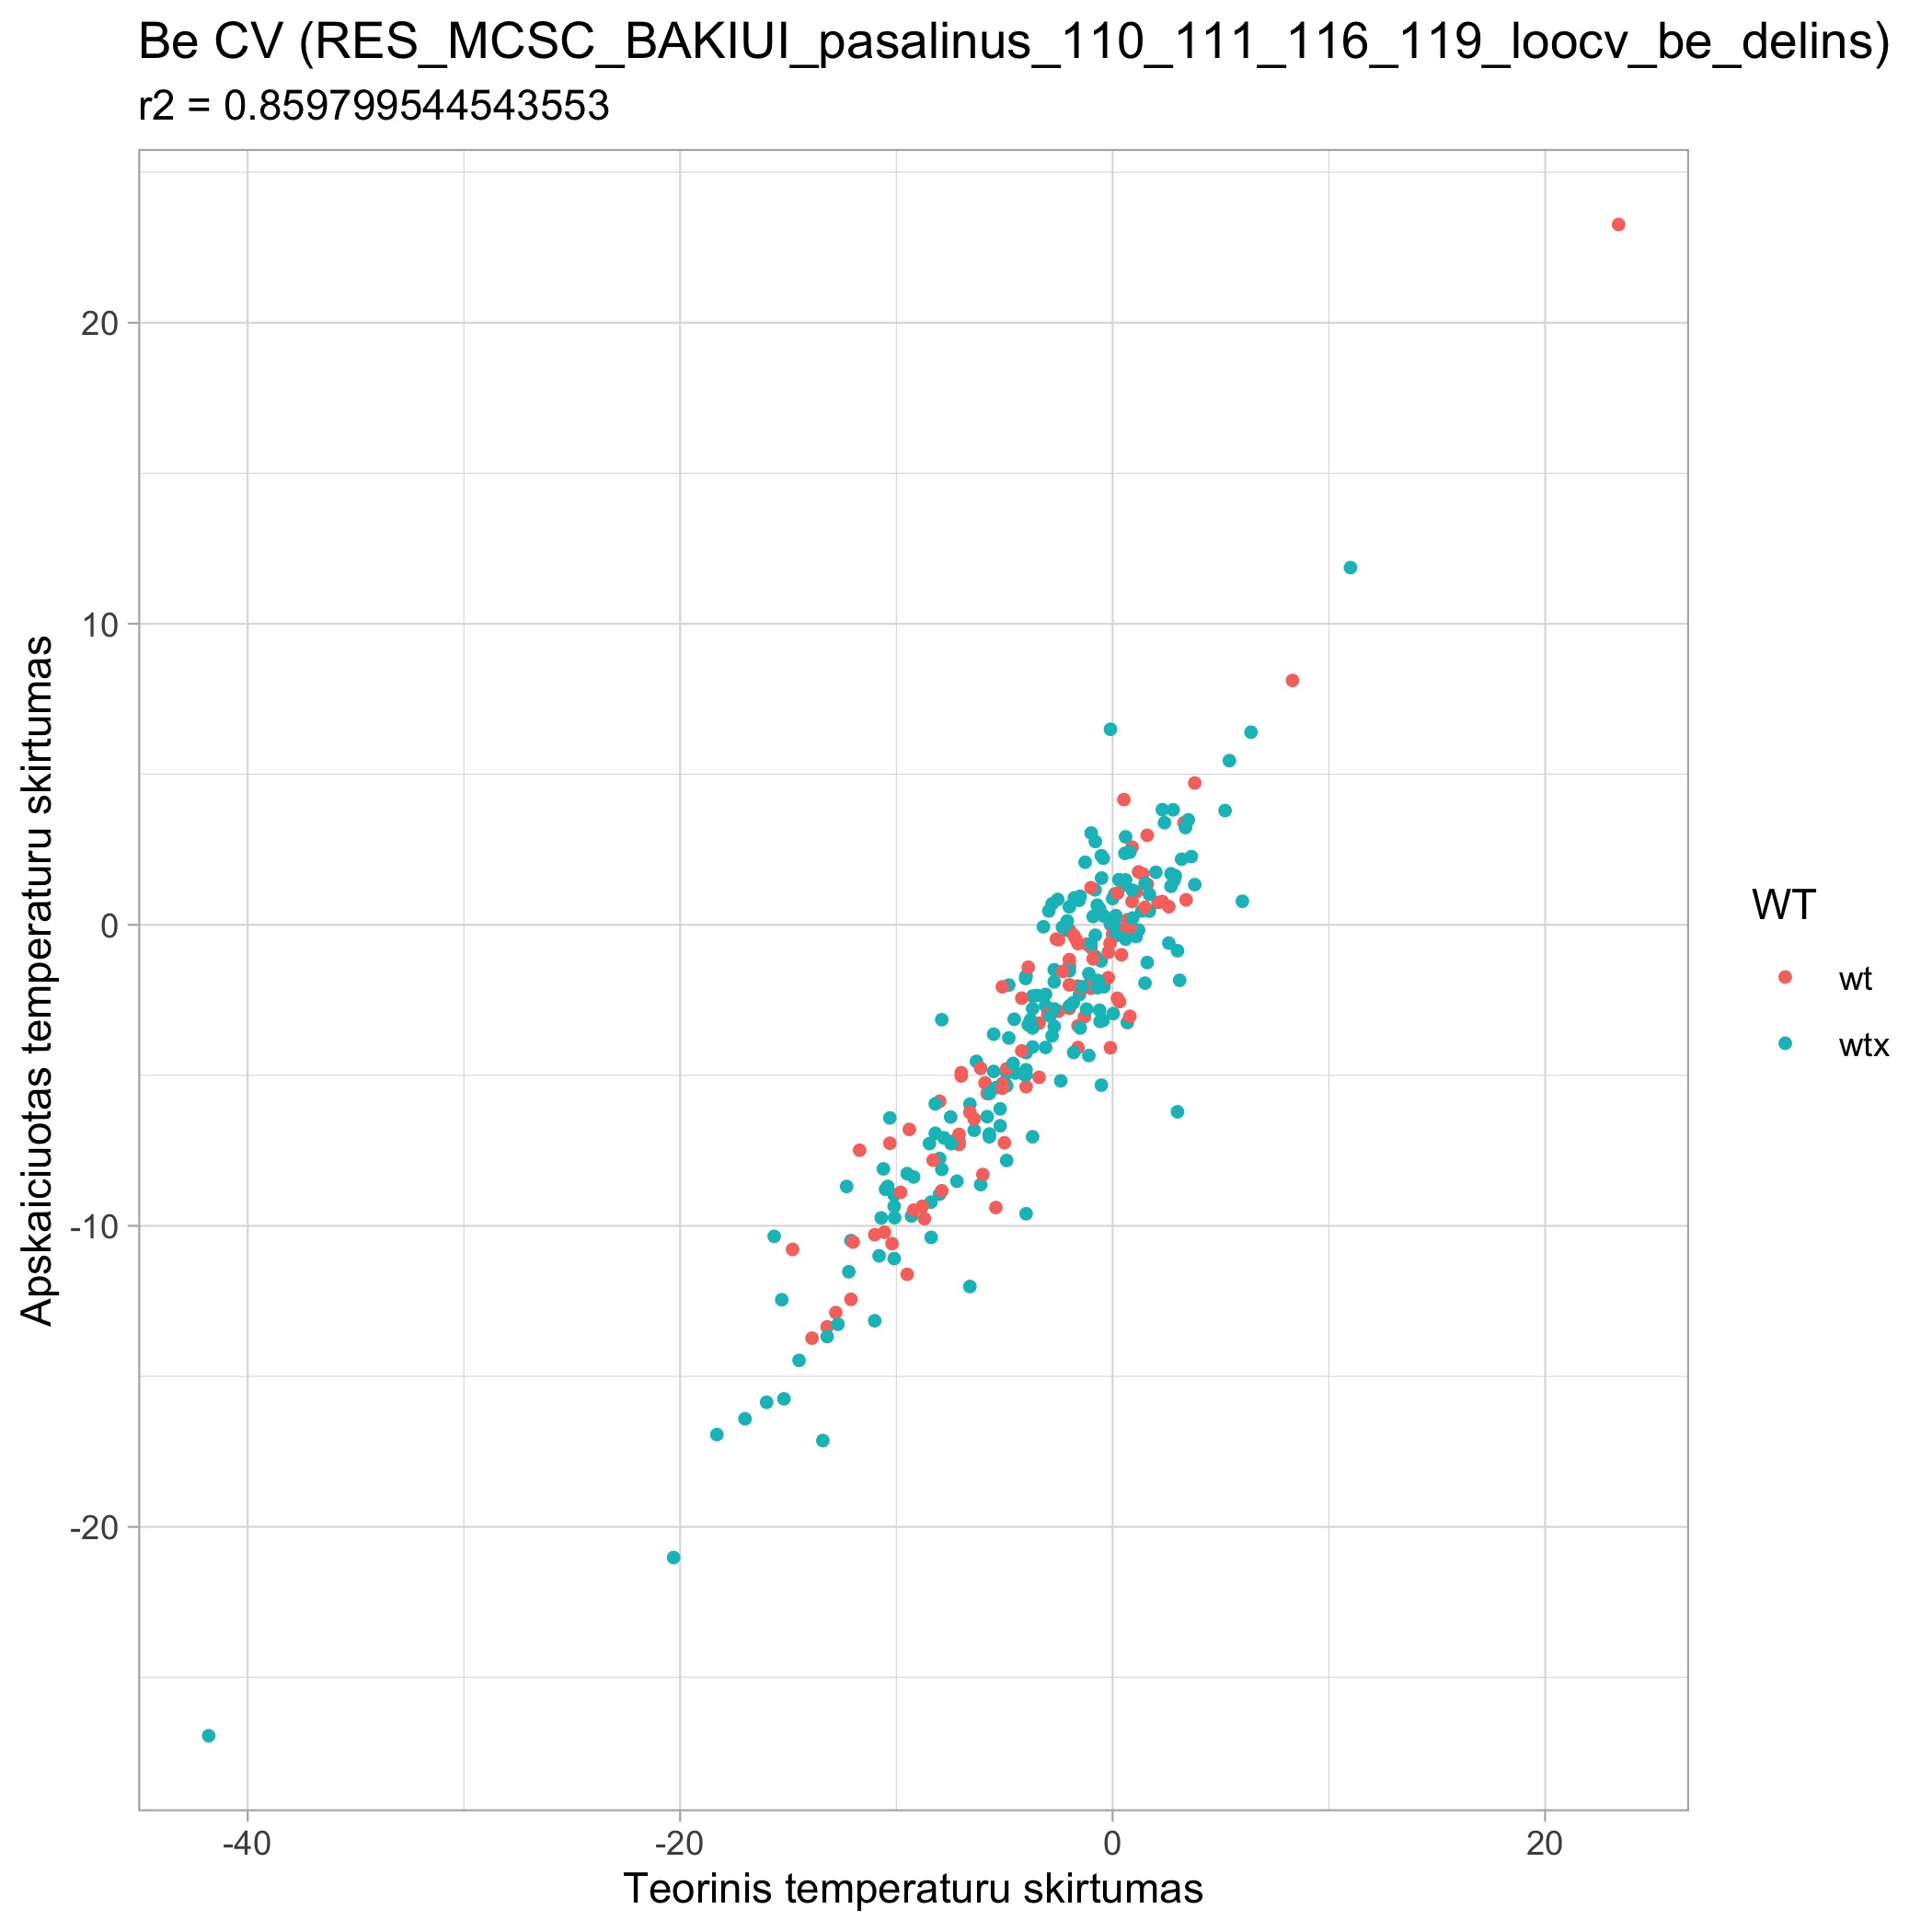 Be CV (RES_MCSC_BAKIUI_pasalinus_110_111_116_119_loocv_be_delins)
r2 = 0.859799544543553
Apskaiciuotas temperaturu skirtumas
20
10
0
-10
-20
-40
-20
0
20
Teorinis temperaturu skirtumas
WT
wt
wtx